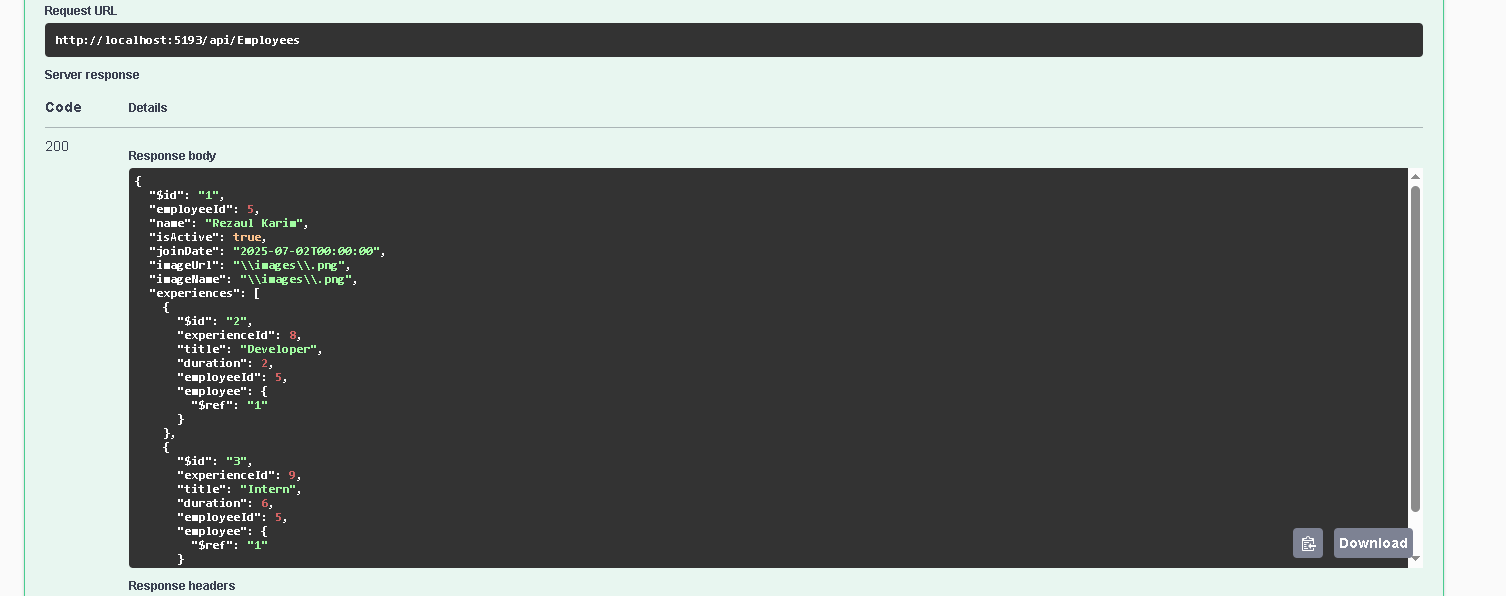 Request URL
http://localhost:5193/api/Employees
Server response
Code Details
200
Response body
{
"$id": "1",
"employeeId": 5,
"name": "Rezaul Karim",
"isActive": true,
"joinDate": "2025-07-02T00:00:00",
"imageUrl": "\\images\\.png",
"imageName": "\\images\\.png",
"experiences": [
{
"$id": "2",
"experienceId": 8,
"title": "Developer",
"duration": 2,
"employeeId": 5,
"employee": {
"$ref": "1"
}
},
{
"$id": "3",
"experienceId": 9,
"title": "Intern",
"duration": 6,
"employeeId": 5,
"employee": {
"$ref": "1"
}
Download
Response headers